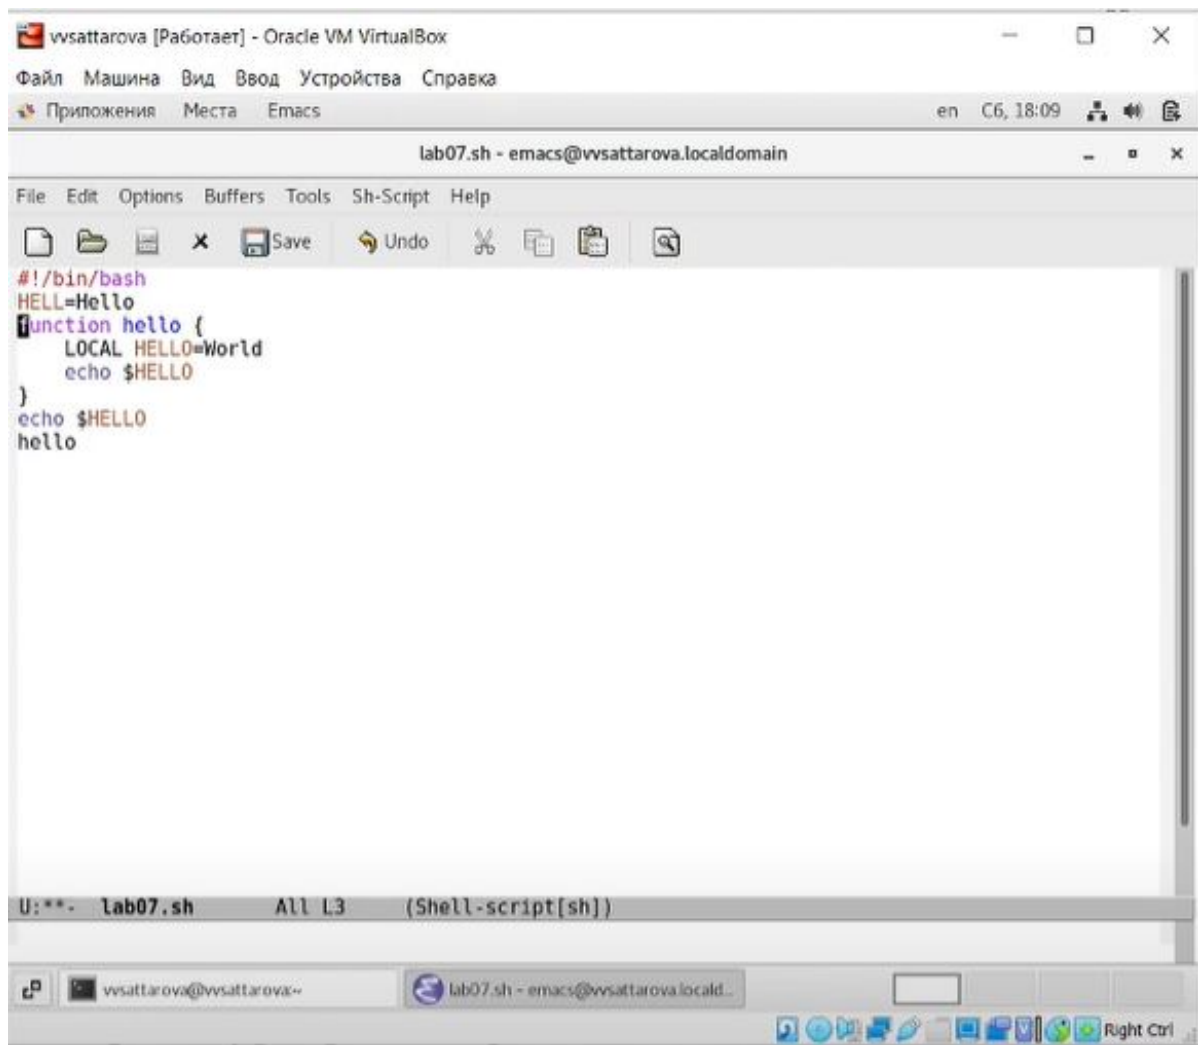 vvsattarova [Работает] - Oracle VM VirtualBox
Файл Машина Вид Ввод Устройства Справка
Приложения Места Emacs en Сб, 18:09
lab07.sh - emacs@vvsattarova.localdomain
File Edit Options Buffers Tools Sh-Script Help
Save Undo
#!/bin/bash
HELL=Hello
function hello {
    LOCAL HELLO=World
    echo $HELLO
}
echo $HELLO
hello
U:**- lab07.sh All L3 (Shell-script[sh])
vvsattarova@vvsattarova:~ lab07.sh - emacs@vvsattarova.locald...
Right Ctrl